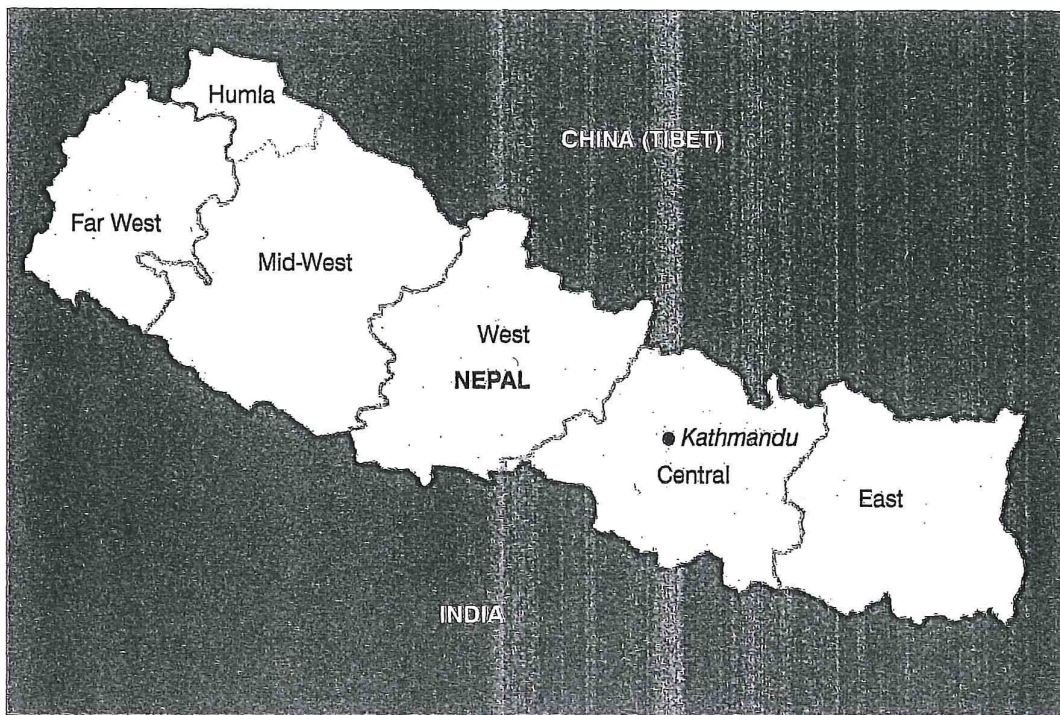 Humla
CHINA (TIBET)
Far West
Mid-West
West
NEPAL
Kathmandu
Central
East
INDIA